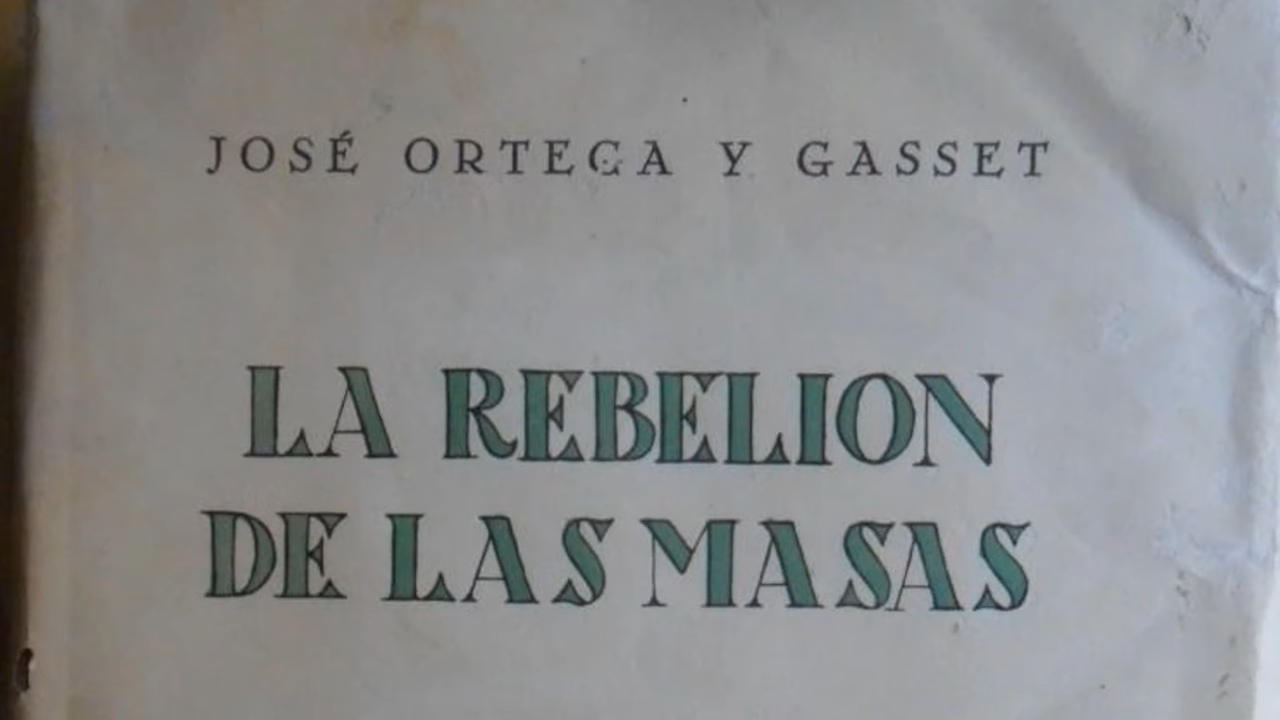 JOSÉ ORTEGA Y GASSET
LA REBELION
DE LAS MASAS